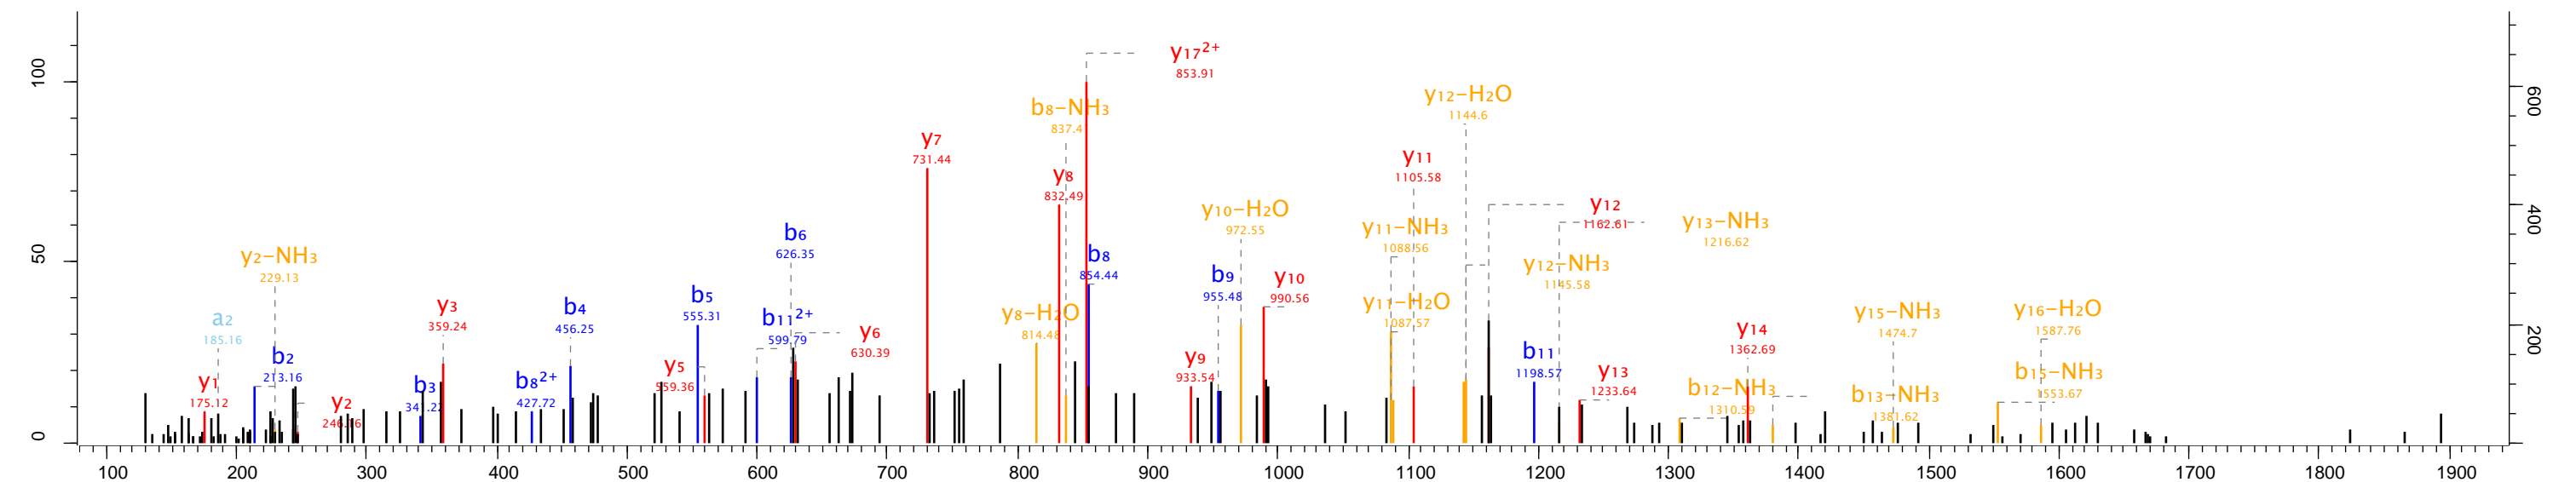 y₁₇²⁺
853.91
100
y₁₂–H₂O
1144.6
600
b₈–NH₃
837.4
y₇
731.44
y₁₁
1105.58
y₈
832.49
y₁₂
1162.61
400
y₁₀–H₂O
972.55
y₁₃–NH₃
1216.62
y₁₁–NH₃
1088.56
b₆
626.35
50
y₂–NH₃
229.13
b₈
854.44
y₁₂–NH₃
1145.58
b₉
955.48
y₁₀
990.56
b₅
555.31
y₁₁–H₂O
1087.57
b₄
456.25
y₃
359.24
y₈–H₂O
814.48
y₁₅–NH₃
1474.7
y₁₆–H₂O
1587.76
a₂
185.16
b₁₁²⁺
599.79
y₆
630.39
y₁₄
1362.69
200
b₂
213.16
y₉
933.54
b₁₁
1198.57
y₅
559.36
y₁₃
1233.64
b₁₅–NH₃
1553.67
y₁
175.12
b₃
b₈²⁺
427.72
b₁₂–NH₃
1310.59
b₁₃–NH₃
1381.62
y₂
246.16
0
100 200 300 400 500 600 700 800 900 1000 1100 1200 1300 1400 1500 1600 1700 1800 1900